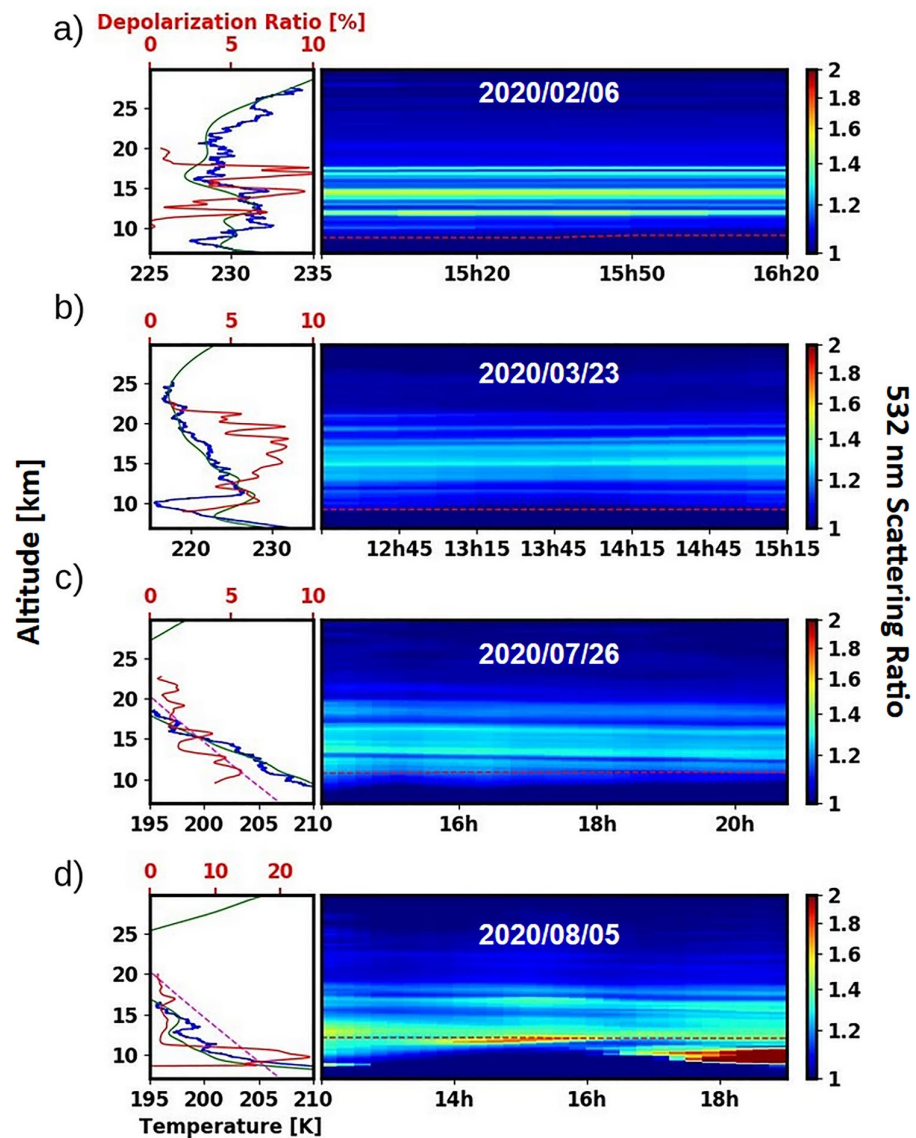 a) Depolarization Ratio [%]
0 5 10
25
20
15
10
225 230 235
2020/02/06
15h20 15h50 16h20
2
1.8
1.6
1.4
1.2
1
b)
0 5 10
25
20
15
10
220 230
2020/03/23
12h45 13h15 13h45 14h15 14h45 15h15
2
1.8
1.6
1.4
1.2
1
Altitude [km]
532 nm Scattering Ratio
c)
0 5 10
25
20
15
10
195 200 205 210
2020/07/26
16h 18h 20h
2
1.8
1.6
1.4
1.2
1
d)
0 10 20
25
20
15
10
195 200 205 210
Temperature [K]
2020/08/05
14h 16h 18h
2
1.8
1.6
1.4
1.2
1